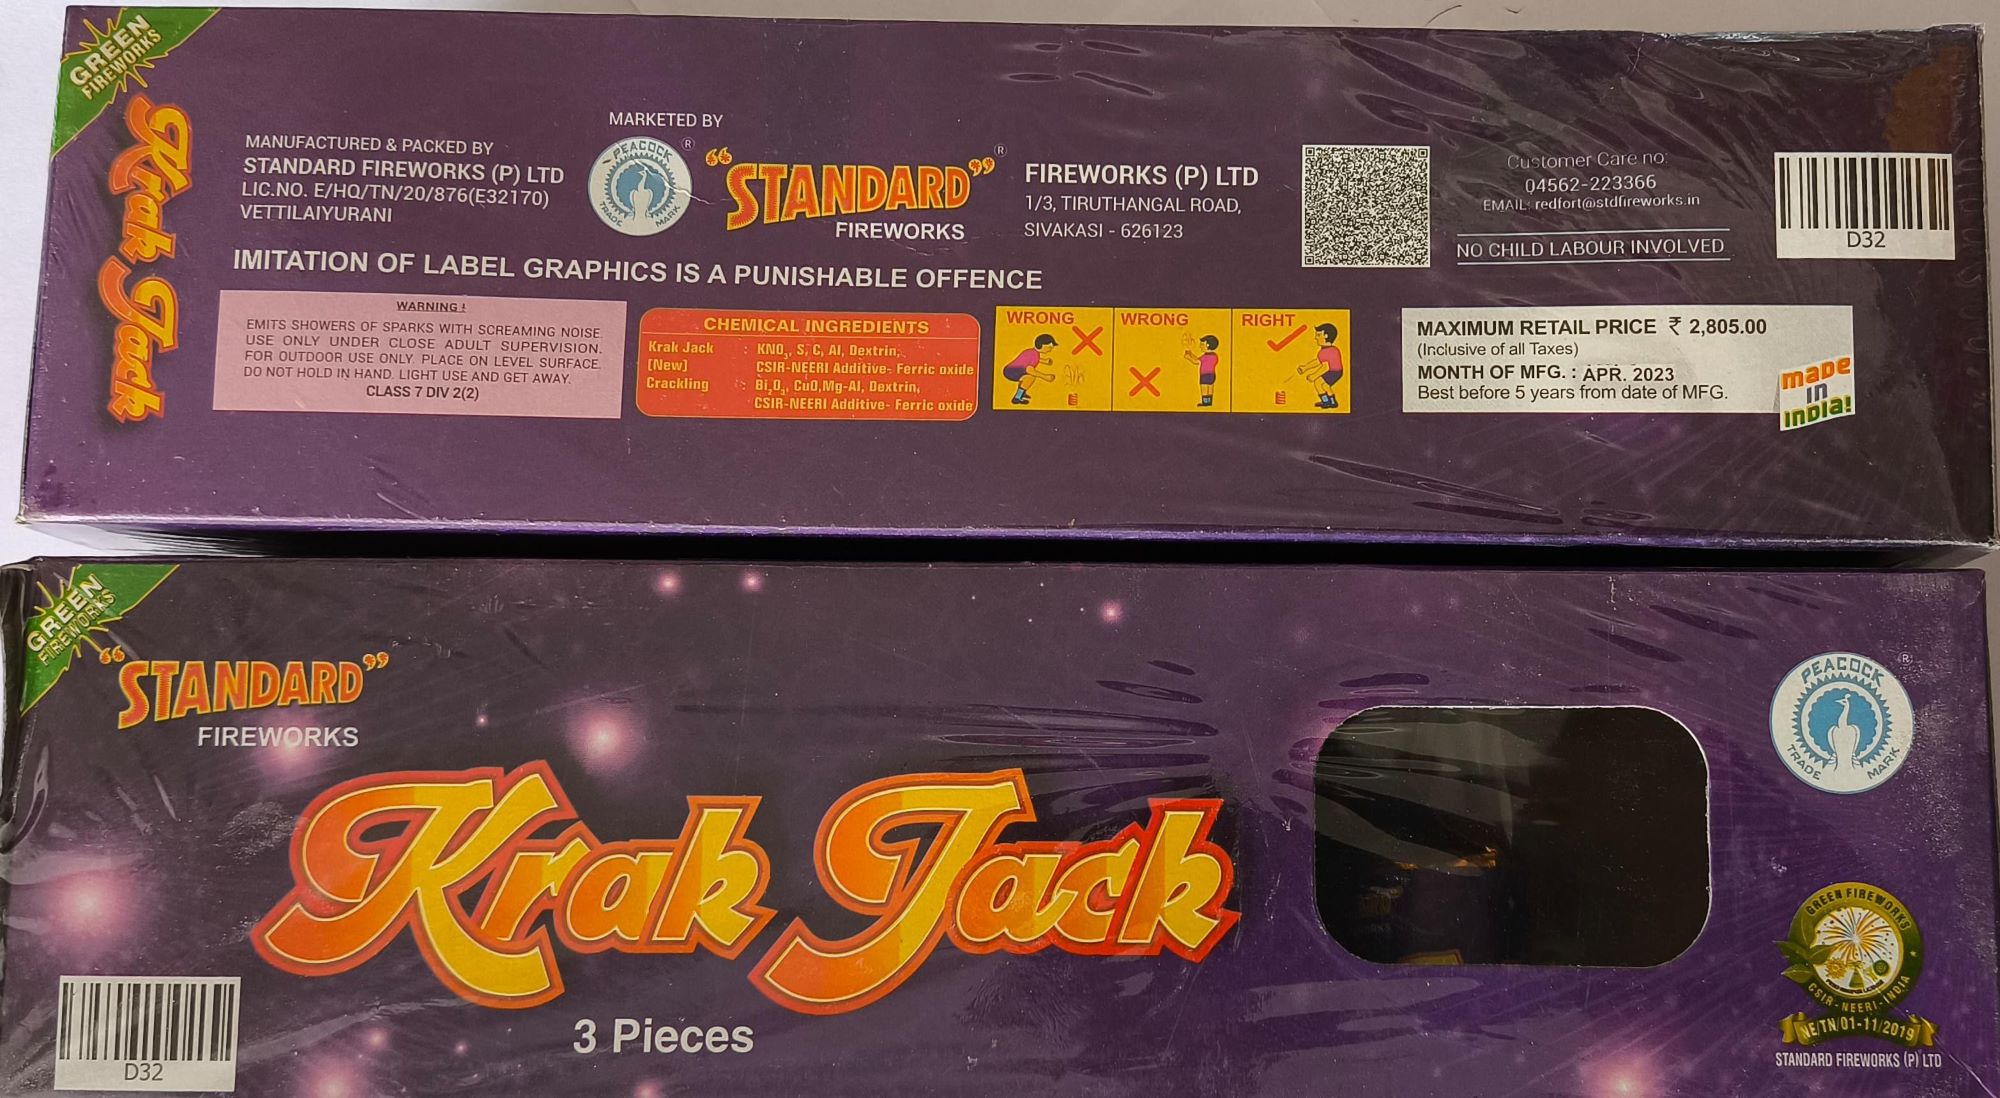 GREEN
FIREWORKS
Krak Jack
MANUFACTURED & PACKED BY
STANDARD FIREWORKS (P) LTD
LIC.NO. E/HQ/TN/20/876(E32170)
VETTILAIYURANI
MARKETED BY
PEACOCK
TRADE MARK
®
“STANDARD”
®
FIREWORKS
FIREWORKS (P) LTD
1/3, TIRUTHANGAL ROAD,
SIVAKASI - 626123
Customer Care no:
04562-223366
EMAIL: redfort@stdfireworks.in
NO CHILD LABOUR INVOLVED
D32
IMITATION OF LABEL GRAPHICS IS A PUNISHABLE OFFENCE
WARNING !
EMITS SHOWERS OF SPARKS WITH SCREAMING NOISE.
USE ONLY UNDER CLOSE ADULT SUPERVISION.
FOR OUTDOOR USE ONLY. PLACE ON LEVEL SURFACE.
DO NOT HOLD IN HAND. LIGHT USE AND GET AWAY.
CLASS 7 DIV 2(2)
CHEMICAL INGREDIENTS
Krak Jack : KNO₃, S, C, Al, Dextrin,
[New] CSIR-NEERI Additive- Ferric oxide
Crackling : Bi₂O₃, CuO,Mg-Al, Dextrin,
CSIR-NEERI Additive- Ferric oxide
WRONG
WRONG
RIGHT
MAXIMUM RETAIL PRICE ₹ 2,805.00
(Inclusive of all Taxes)
MONTH OF MFG. : APR. 2023
Best before 5 years from date of MFG.
made
in
india!
GREEN
FIREWORKS
“STANDARD”
FIREWORKS
Krak Jack
3 Pieces
D32
PEACOCK
®
TRADE MARK
GREEN FIREWORKS
CSIR - NEERI - INDIA
NE/TN/01-11/2019
STANDARD FIREWORKS (P) LTD